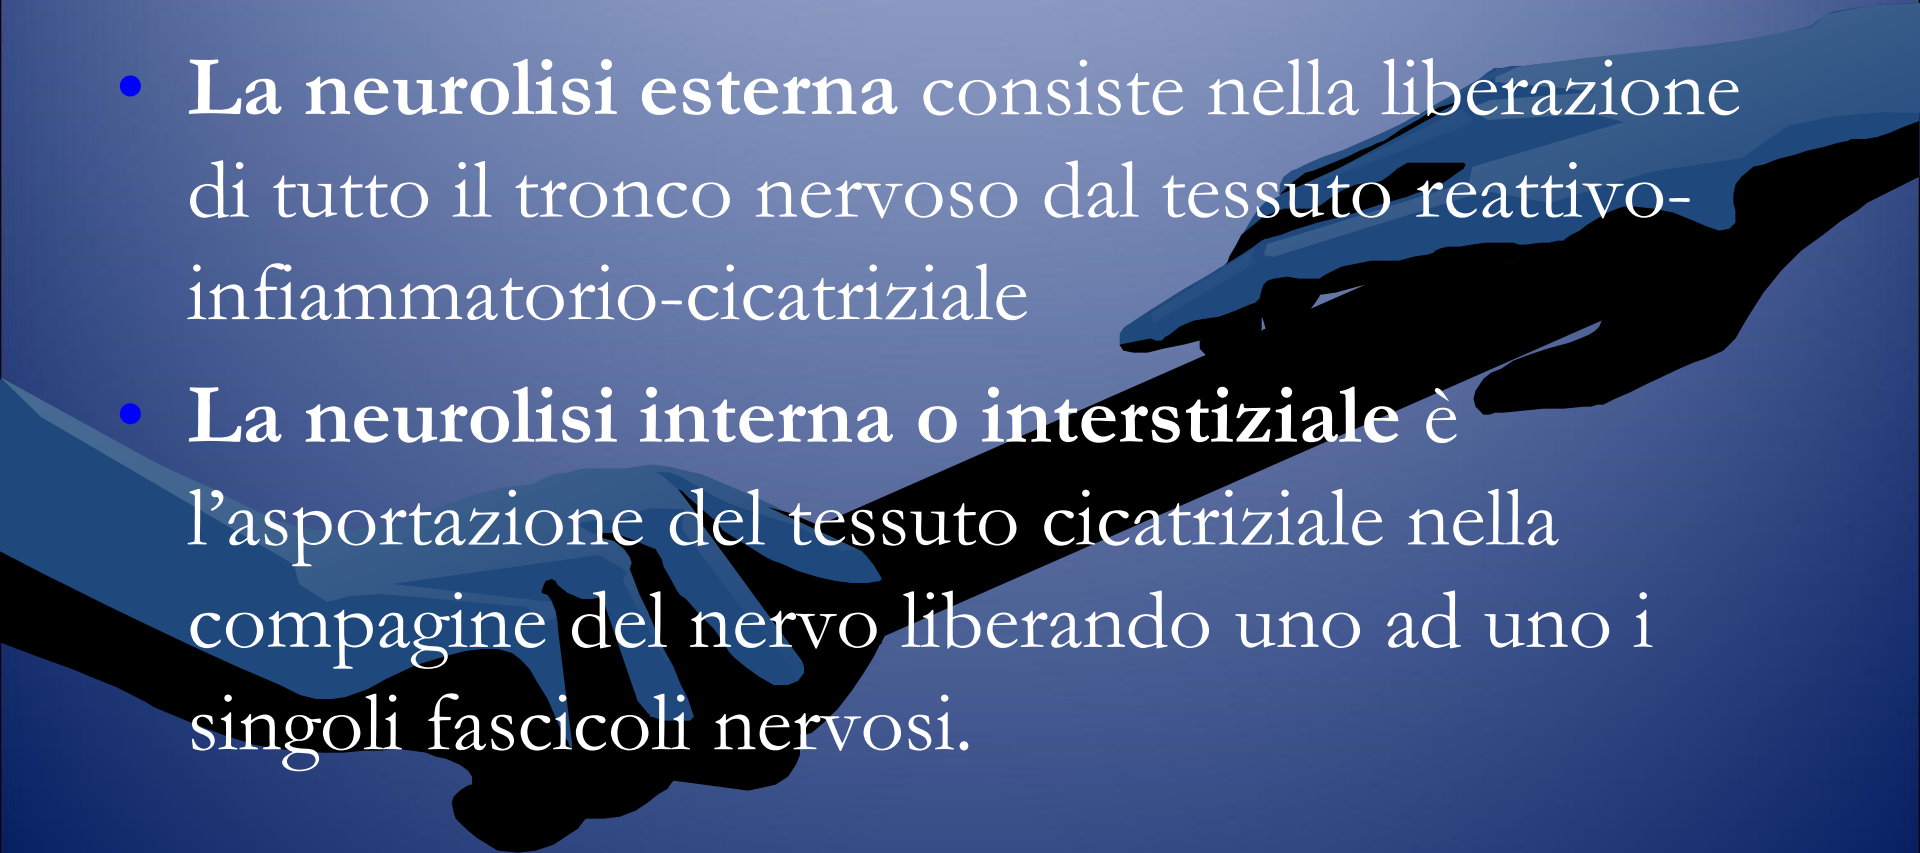 • La neurolisi esterna consiste nella liberazione
di tutto il tronco nervoso dal tessuto reattivo-
infiammatorio-cicatriziale
• La neurolisi interna o interstiziale è
l’asportazione del tessuto cicatriziale nella
compagine del nervo liberando uno ad uno i
singoli fascicoli nervosi.